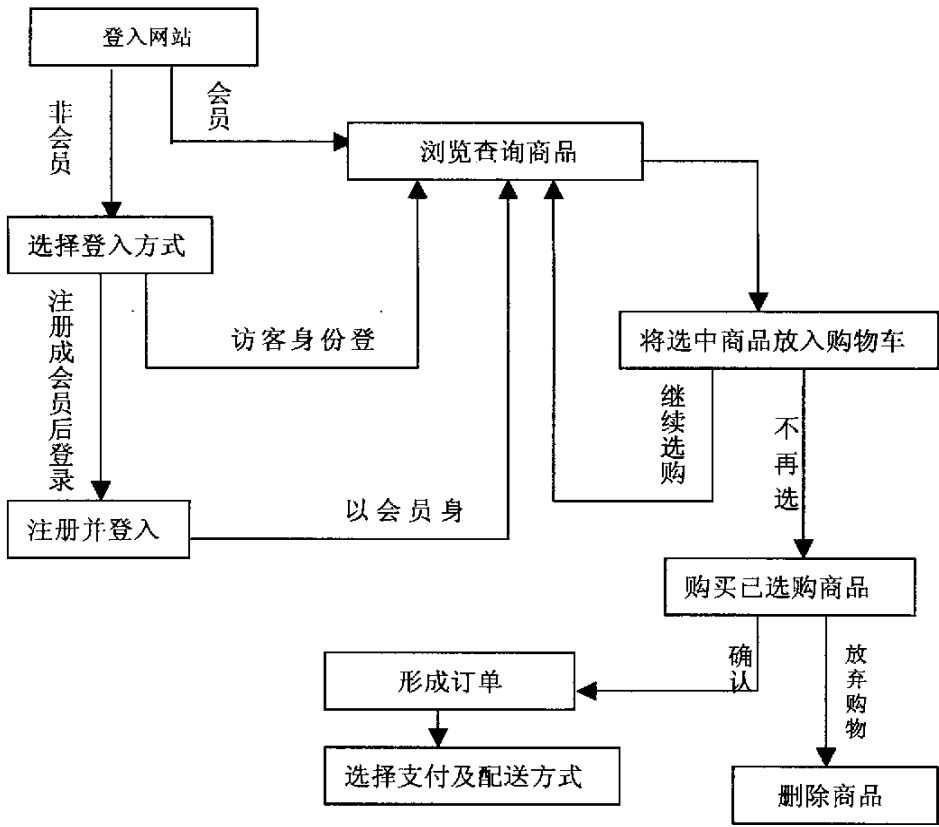 登入网站
非会员
会员
浏览查询商品
选择登入方式
注册成会员后登录
访客身份登
将选中商品放入购物车
继续选购
不再选
注册并登入
以会员身
购买已选购商品
确认
放弃购物
形成订单
选择支付及配送方式
删除商品